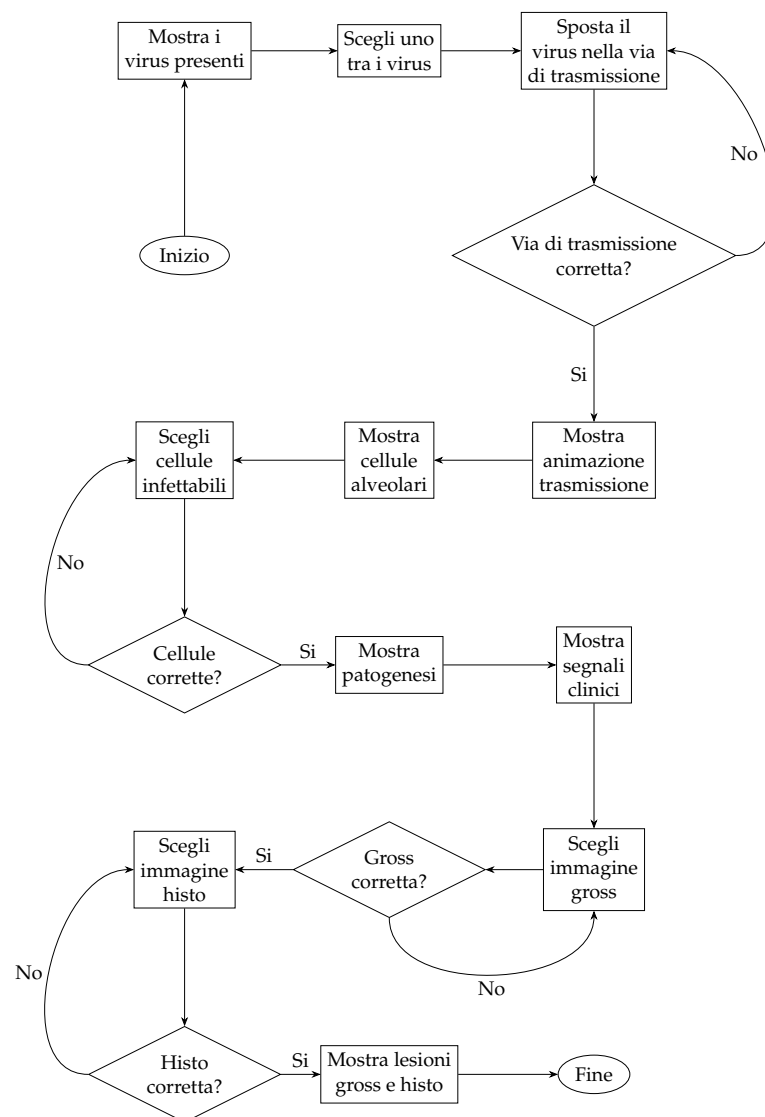 Mostra i
virus presenti
Scegli uno
tra i virus
Sposta il
virus nella via
di trasmissione
No
Inizio
Via di trasmissione
corretta?
Si
Scegli
cellule
infettabili
Mostra
cellule
alveolari
Mostra
animazione
trasmissione
No
Cellule
corrette?
Si
Mostra
patogenesi
Mostra
segnali
clinici
Scegli
immagine
histo
Si
Gross
corretta?
Scegli
immagine
gross
No
No
Histo
corretta?
Si
Mostra lesioni
gross e histo
Fine